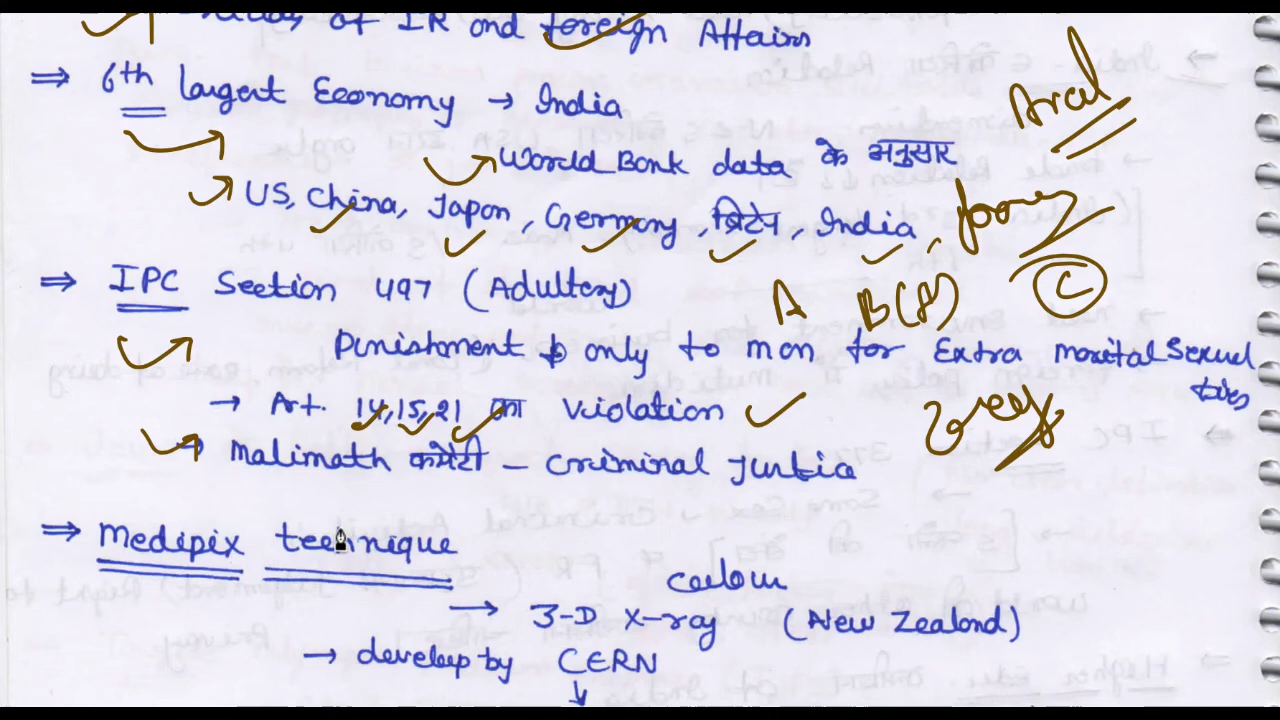 of IR and foreign Affairs
⇒ 6th largest Economy → India
World Bank data के अनुसार
US, China, Japan, Germany, ब्रिटेन, India,
⇒ IPC Section 497 (Adultery)
A B(P) C
Punishment only to man for Extra marital Sexual ties
→ Art. 14,15,21 का violation
→ malimath कमेटी - criminal justice
⇒ Medipix technique
colour
→ 3-D X-ray (New Zealand)
→ develop by CERN